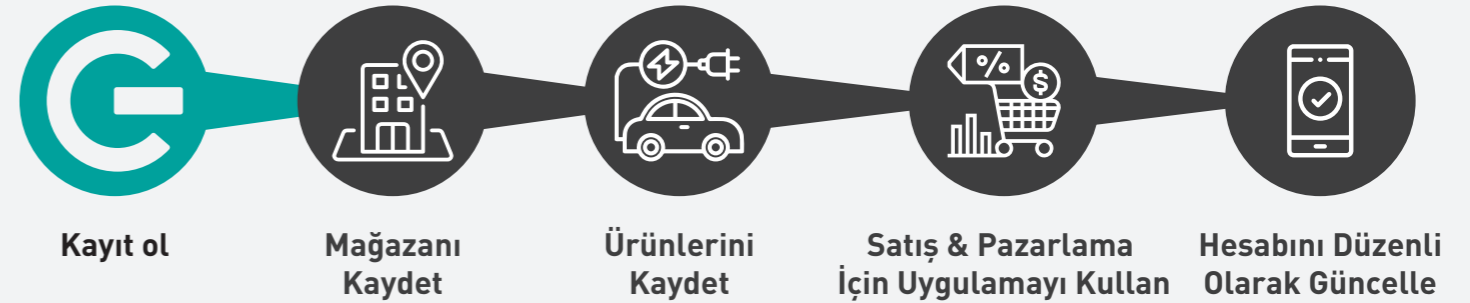 %
$
Kayıt ol
Mağazanı
Kaydet
Ürünlerini
Kaydet
Satış & Pazarlama
İçin Uygulamayı Kullan
Hesabını Düzenli
Olarak Güncelle